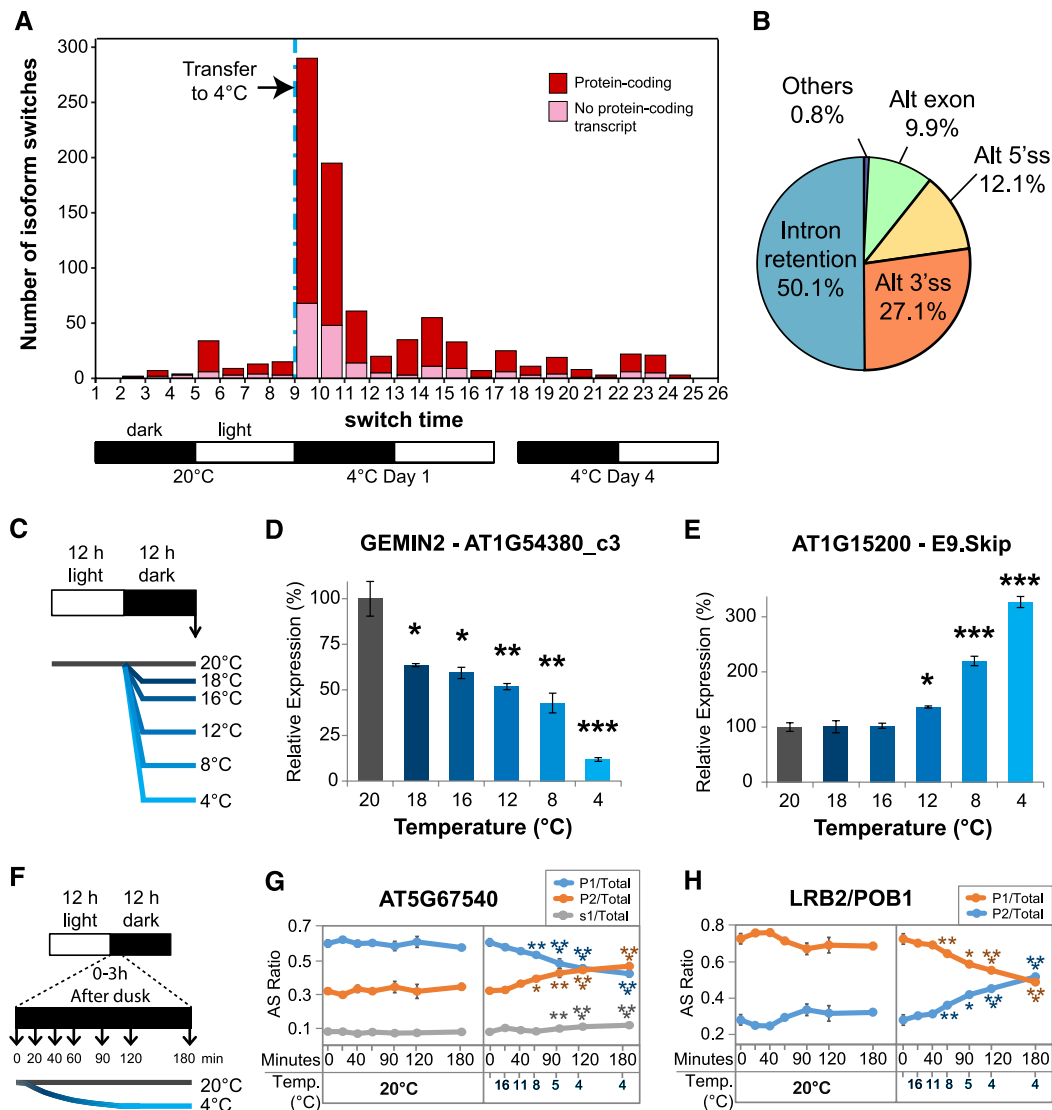 A
300
250
200
150
100
50
0
Number of isoform switches
Transfer
to 4°C
Protein-coding
No protein-coding
transcript
1 2 3 4 5 6 7 8 9 10 11 12 13 14 15 16 17 18 19 20 21 22 23 24 25 26
switch time
dark light
20°C 4°C Day 1 4°C Day 4
B
Others
0.8%
Alt exon
9.9%
Alt 5'ss
12.1%
Intron
retention
50.1%
Alt 3'ss
27.1%
C
12 h
light
12 h
dark
20°C
18°C
16°C
12°C
8°C
4°C
D
GEMIN2 - AT1G54380_c3
Relative Expression (%)
100
75
50
25
0
* * ** ** ***
20 18 16 12 8 4
Temperature (°C)
E
AT1G15200 - E9.Skip
Relative Expression (%)
300
200
100
0
* *** ***
20 18 16 12 8 4
Temperature (°C)
F
12 h
light
12 h
dark
0-3h
After dusk
0 20 40 60 90 120 180 min
20°C
4°C
G
AT5G67540
P1/Total
P2/Total
s1/Total
AS Ratio
0.7
0.5
0.3
0.1
** *** *** ***
* ** *** ***
** *** ***
Minutes 0 40 90 120 180 0 40 90 120 180
Temp.
(°C)
20°C
16 11 8 5 4 4
H
LRB2/POB1
P1/Total
P2/Total
AS Ratio
0.8
0.6
0.4
0.2
** * *** ***
** * *** ***
Minutes 0 40 90 120 180 0 40 90 120 180
Temp.
(°C)
20°C
16 11 8 5 4 4